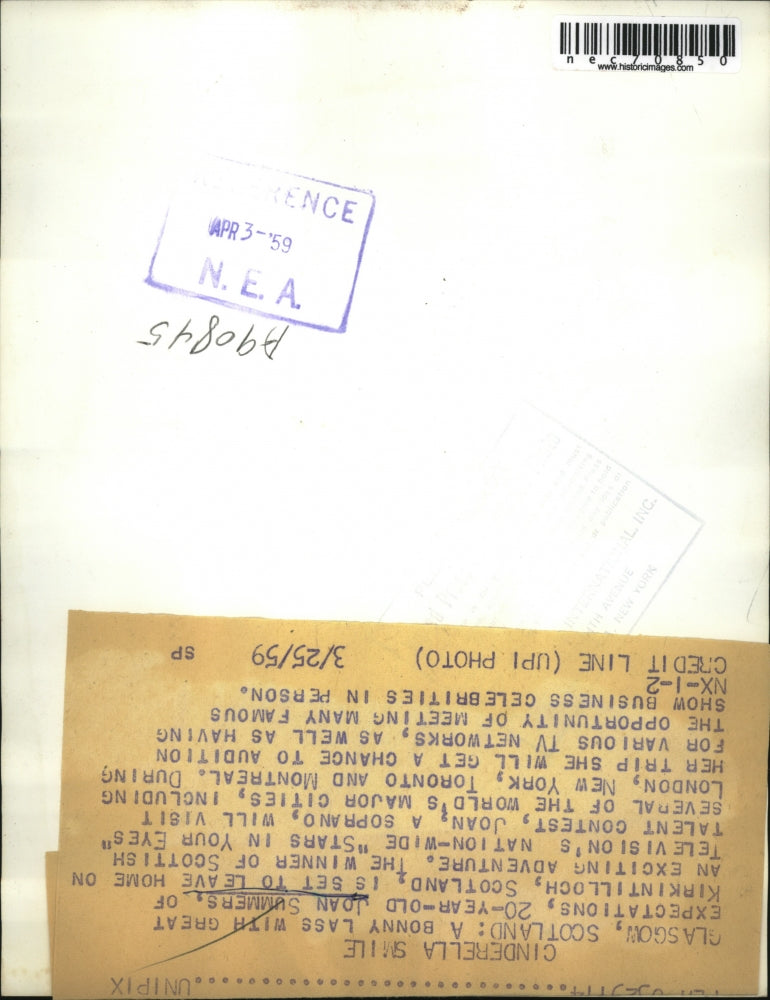 nec70850
www.historicimages.com
REFERENCE
APR 3-'59
N.E.A.
A90845
INTERNATIONAL, INC.
AVENUE
NEW YORK
UNIPIX
CINDERELLA SMILE
GLASGOW, SCOTLAND: A BONNY LASS WITH GREAT
EXPECTATIONS, 20-YEAR-OLD JOAN SUMMERS, OF
KIRKINTILLOCH, SCOTLAND, IS SET TO LEAVE HOME ON
AN EXCITING ADVENTURE. THE WINNER OF SCOTTISH
TELEVISION'S NATION-WIDE "STARS IN YOUR EYES"
TALENT CONTEST, JOAN, A SOPRANO, WILL VISIT
SEVERAL OF THE WORLD'S MAJOR CITIES, INCLUDING
LONDON, NEW YORK, TORONTO AND MONTREAL. DURING
HER TRIP SHE WILL GET A CHANCE TO AUDITION
FOR VARIOUS TV NETWORKS, AS WELL AS HAVING
THE OPPORTUNITY OF MEETING MANY FAMOUS
SHOW BUSINESS CELEBRITIES IN PERSON.
NX-1-2
CREDIT LINE (UPI PHOTO) 3/25/59 SP